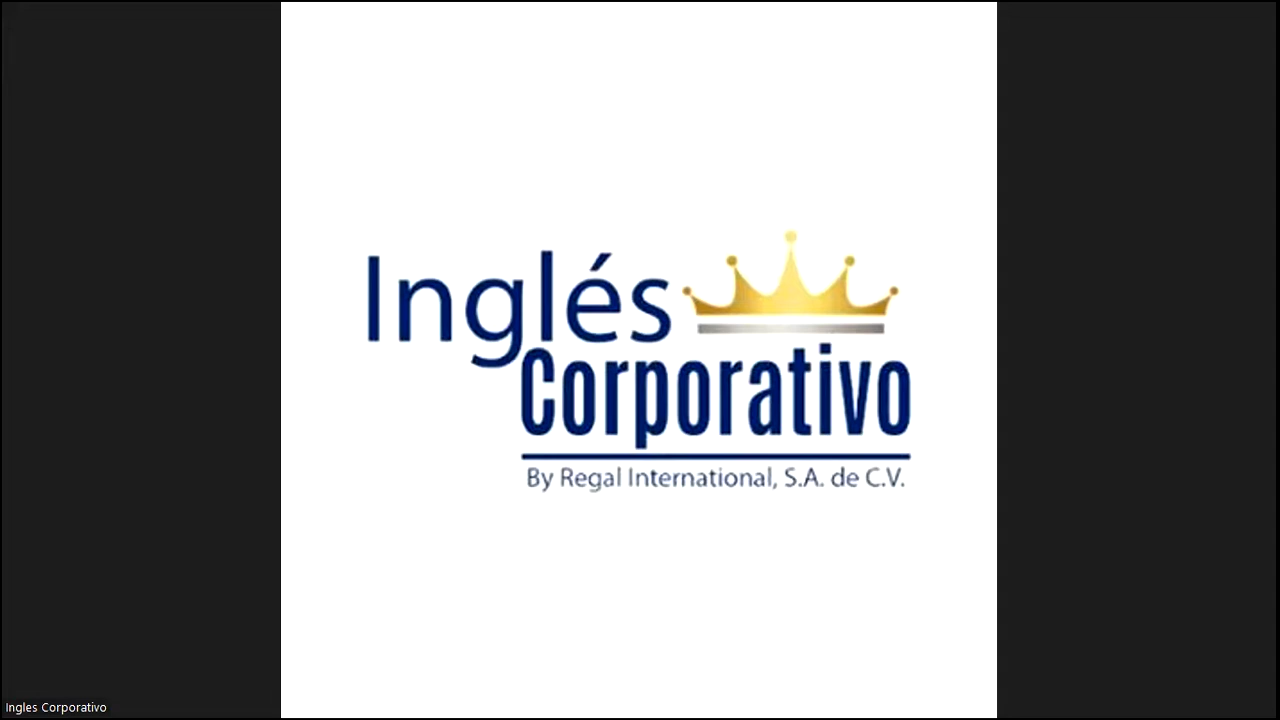 Inglés
Corporativo
By Regal International, S.A. de C.V.
Ingles Corporativo